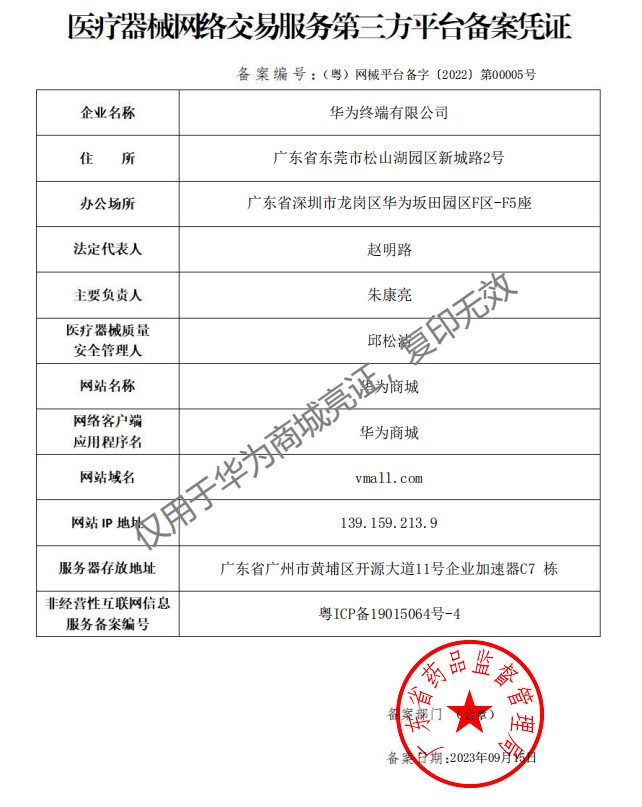 医疗器械网络交易服务第三方平台备案凭证
备案编号：（粤）网械平台备字〔2022〕第00005号
企业名称 华为终端有限公司
住 所 广东省东莞市松山湖园区新城路2号
办公场所 广东省深圳市龙岗区华为坂田园区F区-F5座
法定代表人 赵明路
主要负责人 朱康亮
医疗器械质量
安全管理人 邱松洁
网站名称 华为商城
网络客户端
应用程序名 华为商城
网站域名 vmall.com
网站 IP 地址 139.159.213.9
服务器存放地址 广东省广州市黄埔区开源大道11号企业加速器C7 栋
非经营性互联网信息
服务备案编号 粤ICP备19015064号-4
仅用于华为商城亮证，复印无效
广东省药品监督管理局
备案部门 （公章）
备案日期：2023年09月15日